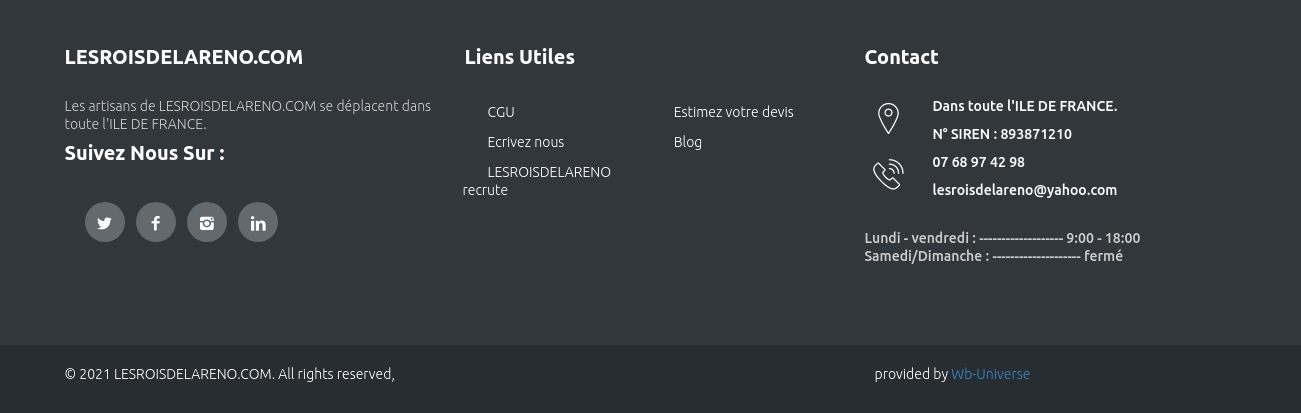 LESROISDELARENO.COM
Les artisans de LESROISDELARENO.COM se déplacent dans
toute l'ILE DE FRANCE.
Suivez Nous Sur :
Liens Utiles
CGU
Ecrivez nous
LESROISDELARENO
recrute
Estimez votre devis
Blog
Contact
Dans toute l'ILE DE FRANCE.
N° SIREN : 893871210
07 68 97 42 98
lesroisdelareno@yahoo.com
Lundi - vendredi : ------------------- 9:00 - 18:00
Samedi/Dimanche : -------------------- fermé
© 2021 LESROISDELARENO.COM. All rights reserved,
provided by Wb-Universe